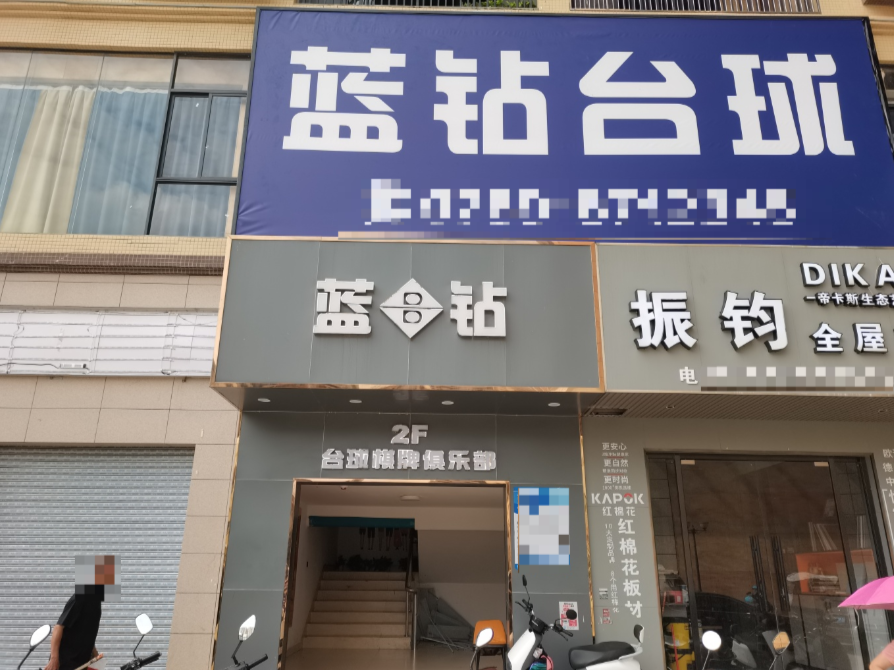 蓝钻台球
蓝钻
2F
台球棋牌俱乐部
振钧
DIKA
一帝卡斯生态
全屋
电
更安心
更自然
更时尚
KAPOK
红棉花
红棉花板材